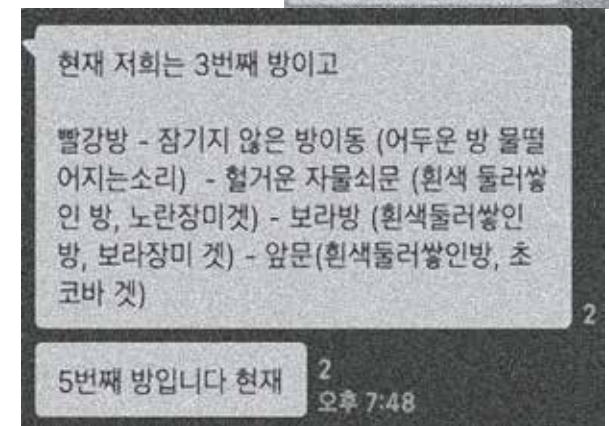 현재 저희는 3번째 방이고
빨강방 - 잠기지 않은 방이동 (어두운 방 물떨
어지는소리) - 헐거운 자물쇠문 (흰색 둘러쌓
인 방, 노란장미겟) - 보라방 (흰색둘러쌓인
방, 보라장미 겟) - 앞문(흰색둘러쌓인방, 초
코바 겟)
2
5번째 방입니다 현재
2
오후 7:48